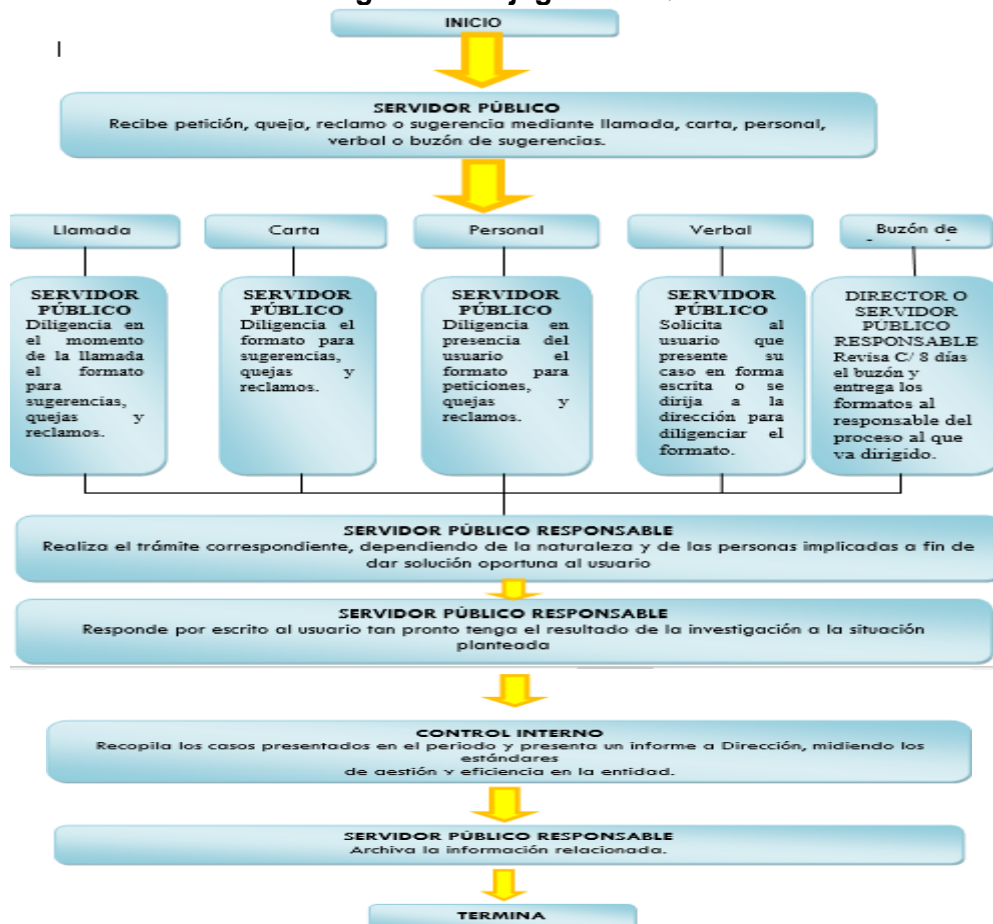 INICIO
SERVIDOR PÚBLICO
Recibe petición, queja, reclamo o sugerencia mediante llamada, carta, personal,
verbal o buzón de sugerencias.
Llamada
Carta
Personal
Verbal
Buzón de
SERVIDOR
PÚBLICO
Diligencia en
el momento
de la llamada
el formato
para
sugerencias,
quejas y
reclamos.
SERVIDOR
PÚBLICO
Diligencia el
formato para
sugerencias,
quejas y
reclamos.
SERVIDOR
PÚBLICO
Diligencia en
presencia del
usuario el
formato para
peticiones,
quejas y
reclamos.
SERVIDOR
PÚBLICO
Solicita al
usuario que
presente su
caso en forma
escrita o se
dirija a la
dirección para
diligenciar el
formato.
DIRECTOR O
SERVIDOR
PÚBLICO
RESPONSABLE
Revisa C/ 8 días
el buzón y
entrega los
formatos al
responsable del
proceso al que
va dirigido.
SERVIDOR PÚBLICO RESPONSABLE
Realiza el trámite correspondiente, dependiendo de la naturaleza y de las personas implicadas a fin de
dar solución oportuna al usuario
SERVIDOR PÚBLICO RESPONSABLE
Responde por escrito al usuario tan pronto tenga el resultado de la investigación a la situación
planteada
CONTROL INTERNO
Recopila los casos presentados en el periodo y presenta un informe a Dirección, midiendo los
estándares
de gestión y eficiencia en la entidad.
SERVIDOR PÚBLICO RESPONSABLE
Archiva la información relacionada.
TERMINA